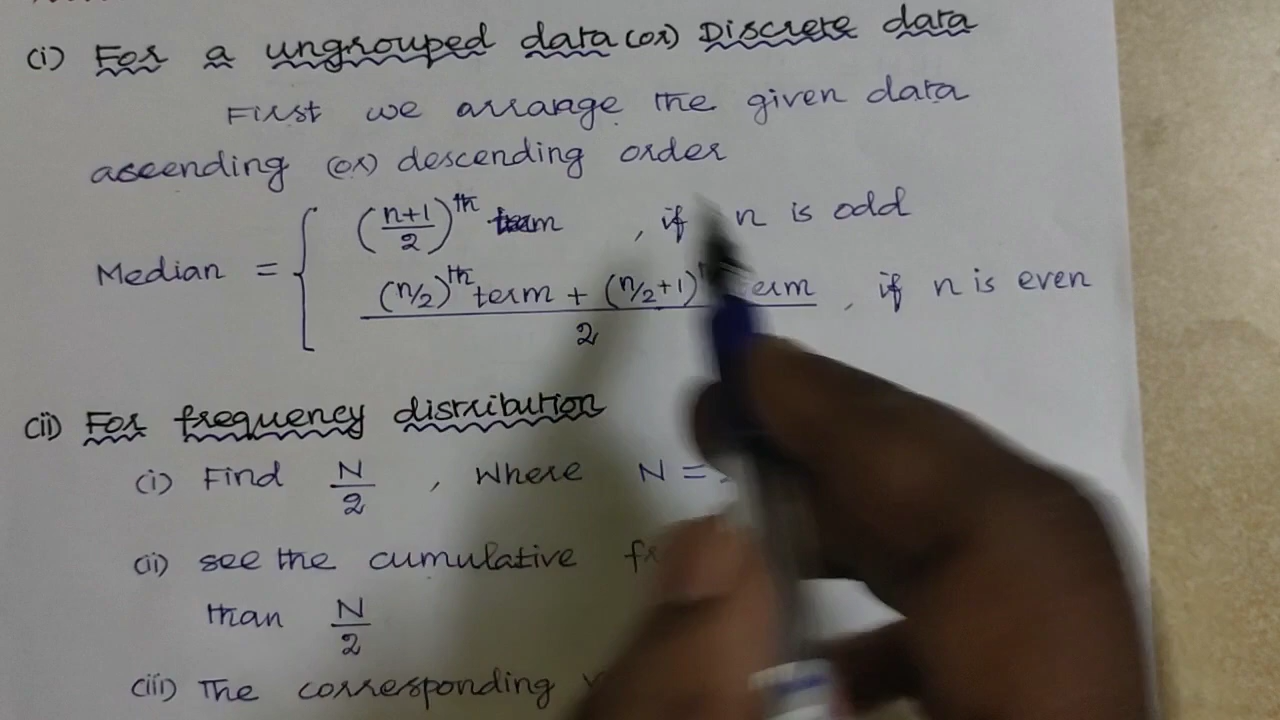 (i) For a ungrouped data (or) Discrete data
First we arrange the given data
ascending (or) descending order
Median = { (n+1/2)th term , if n is odd
(n/2)th term + (n/2+1) / 2 , if n is even
(ii) For frequency distribution
(i) Find N/2 , Where N =
(ii) see the cumulative
than N/2
(iii) The corresponding